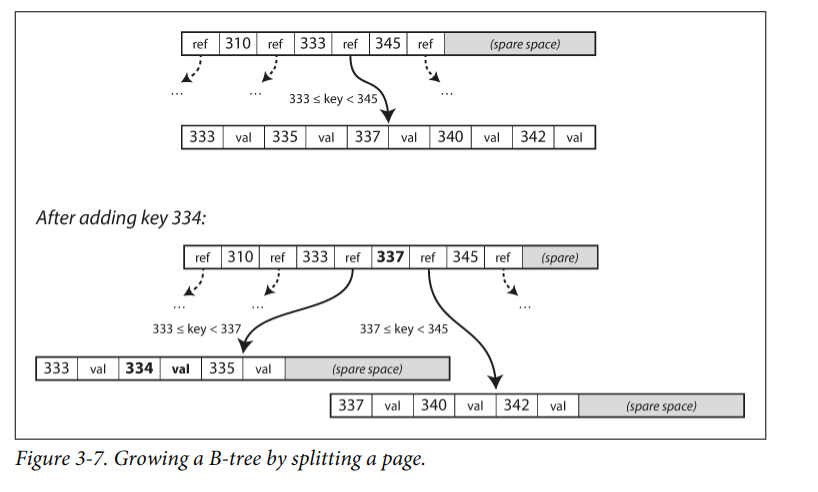 ref 310 ref 333 ref 345 ref (spare space)
... ... 333 ≤ key < 345 ...
333 val 335 val 337 val 340 val 342 val
After adding key 334:
ref 310 ref 333 ref 337 ref 345 ref (spare)
... ... ...
333 ≤ key < 337 337 ≤ key < 345
333 val 334 val 335 val (spare space)
337 val 340 val 342 val (spare space)
Figure 3-7. Growing a B-tree by splitting a page.